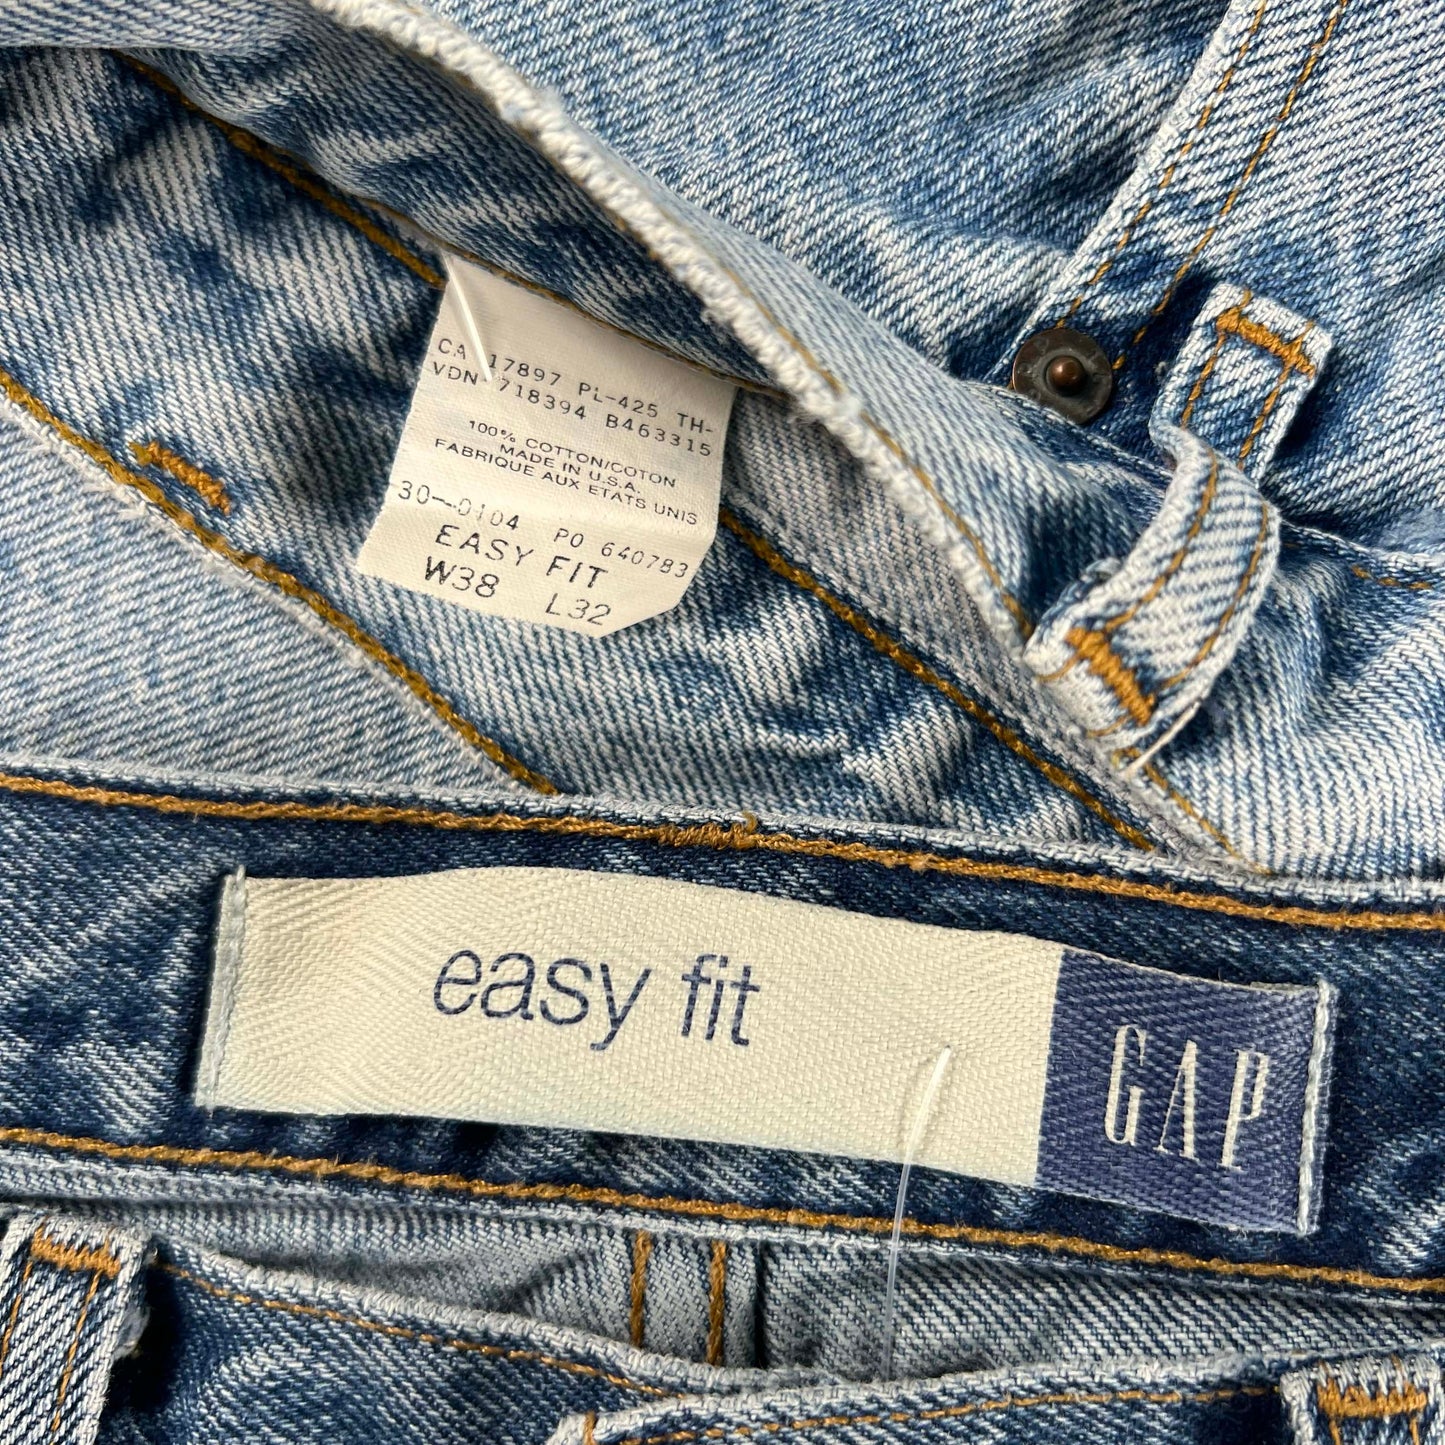 CA 17897 PL-425 TH-
VDN 718394 B463315
100% COTTON/COTON
MADE IN U.S.A.
FABRIQUE AUX ETATS UNIS
30--0104 PO 640783
EASY FIT
W38 L32
easy fit
GAP